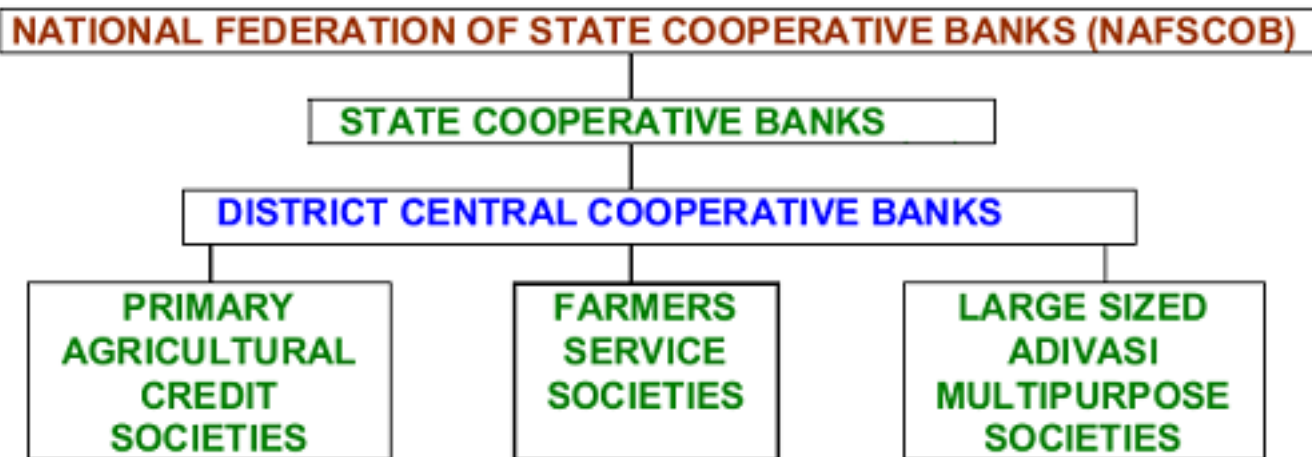 NATIONAL FEDERATION OF STATE COOPERATIVE BANKS (NAFSCOB)
STATE COOPERATIVE BANKS
DISTRICT CENTRAL COOPERATIVE BANKS
PRIMARY
AGRICULTURAL
CREDIT
SOCIETIES
FARMERS
SERVICE
SOCIETIES
LARGE SIZED
ADIVASI
MULTIPURPOSE
SOCIETIES